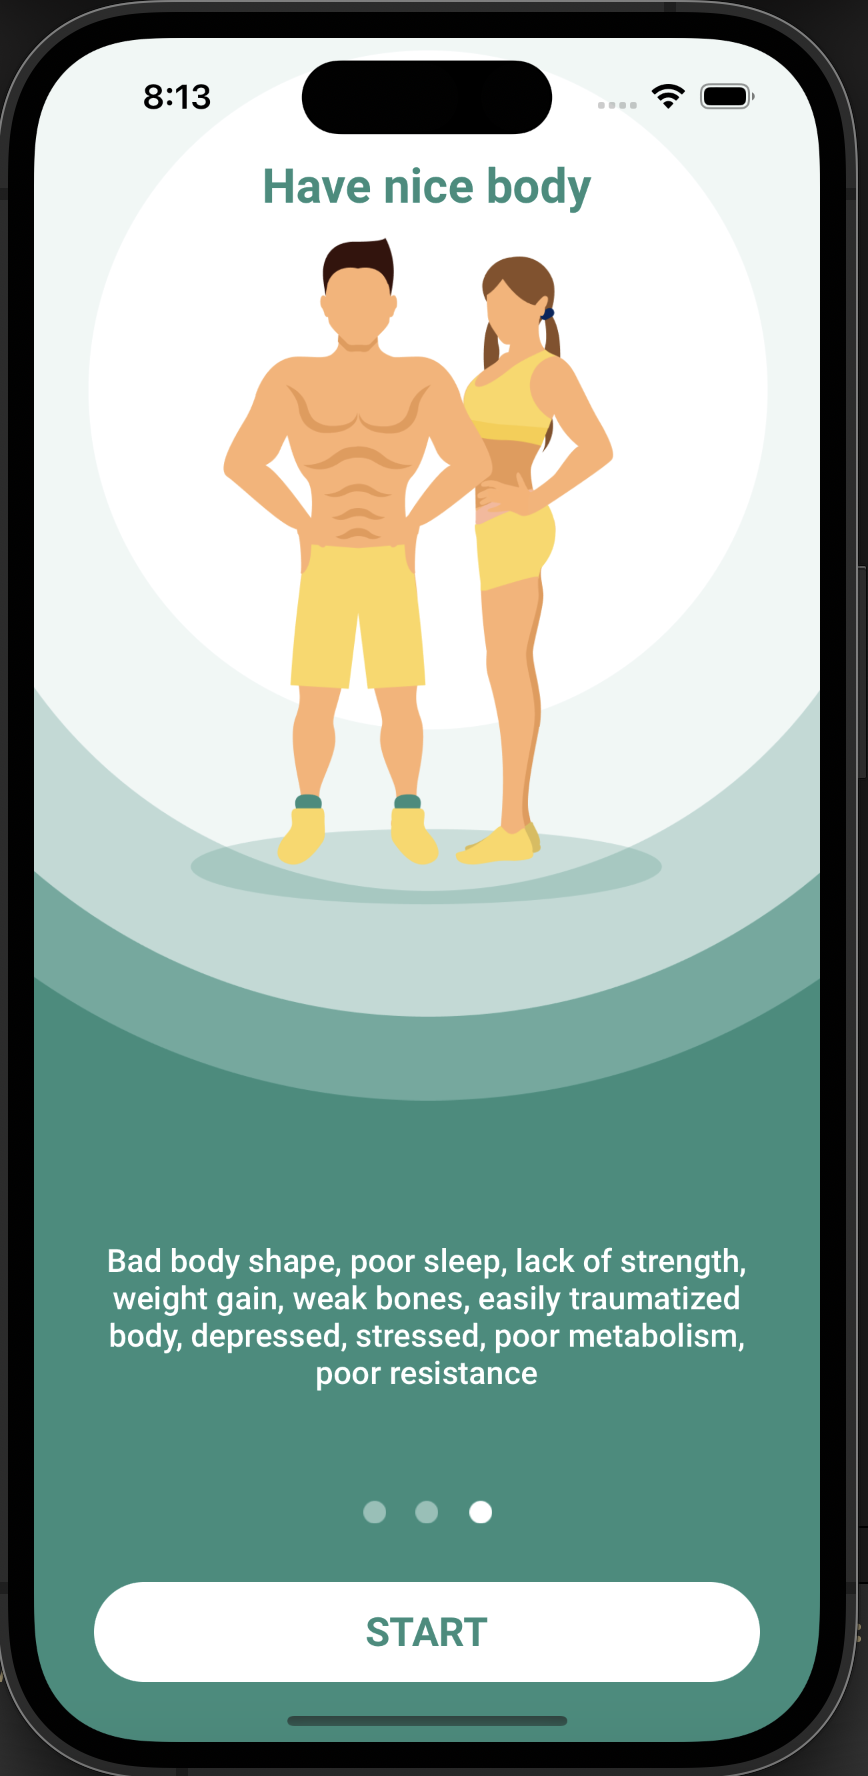 8:13
Have nice body
Bad body shape, poor sleep, lack of strength,
weight gain, weak bones, easily traumatized
body, depressed, stressed, poor metabolism,
poor resistance
START